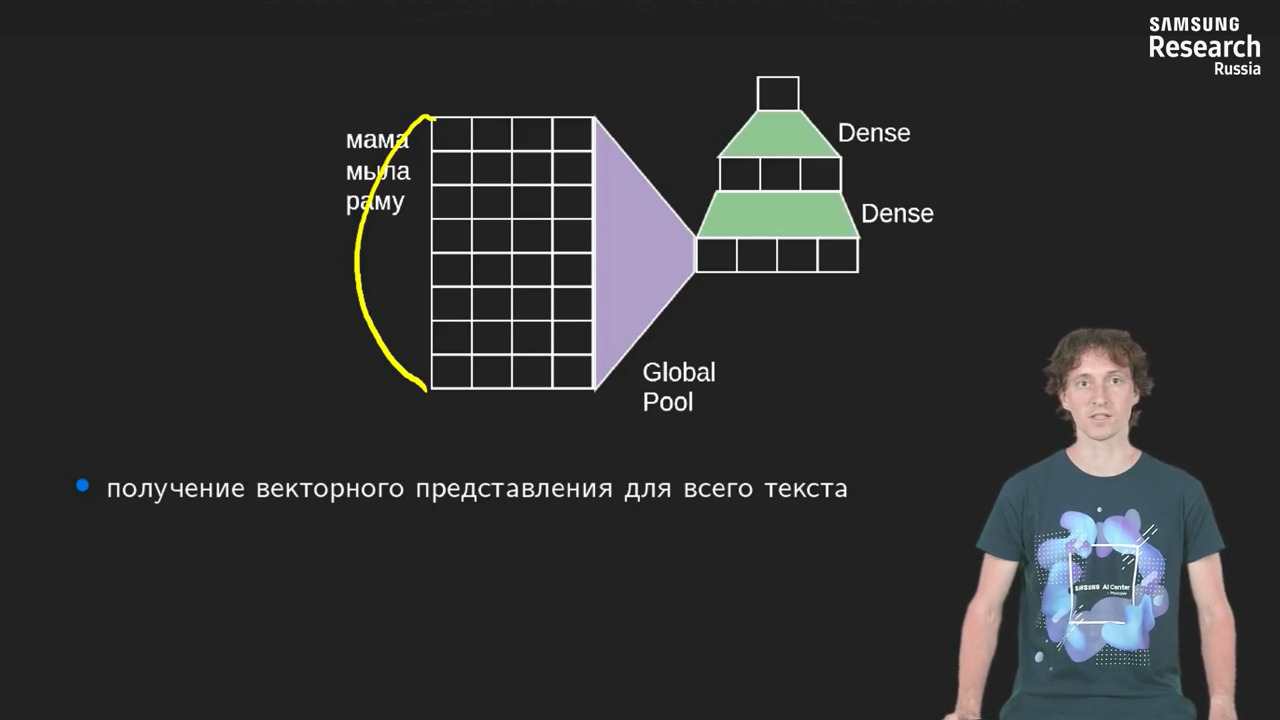 SAMSUNG
Research
Russia
мама
мыла
раму
Dense
Dense
Global
Pool
получение векторного представления для всего текста
SAMSUNG AI Center
- Moscow